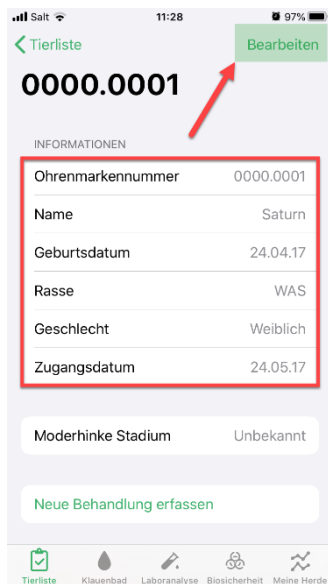 Salt 11:28 97%
Tierliste Bearbeiten
0000.0001
INFORMATIONEN
Ohrenmarkennummer 0000.0001
Name Saturn
Geburtsdatum 24.04.17
Rasse WAS
Geschlecht Weiblich
Zugangsdatum 24.05.17
Moderhinke Stadium Unbekannt
Neue Behandlung erfassen
Tierliste Klauenbad Laboranalyse Biosicherheit Meine Herde